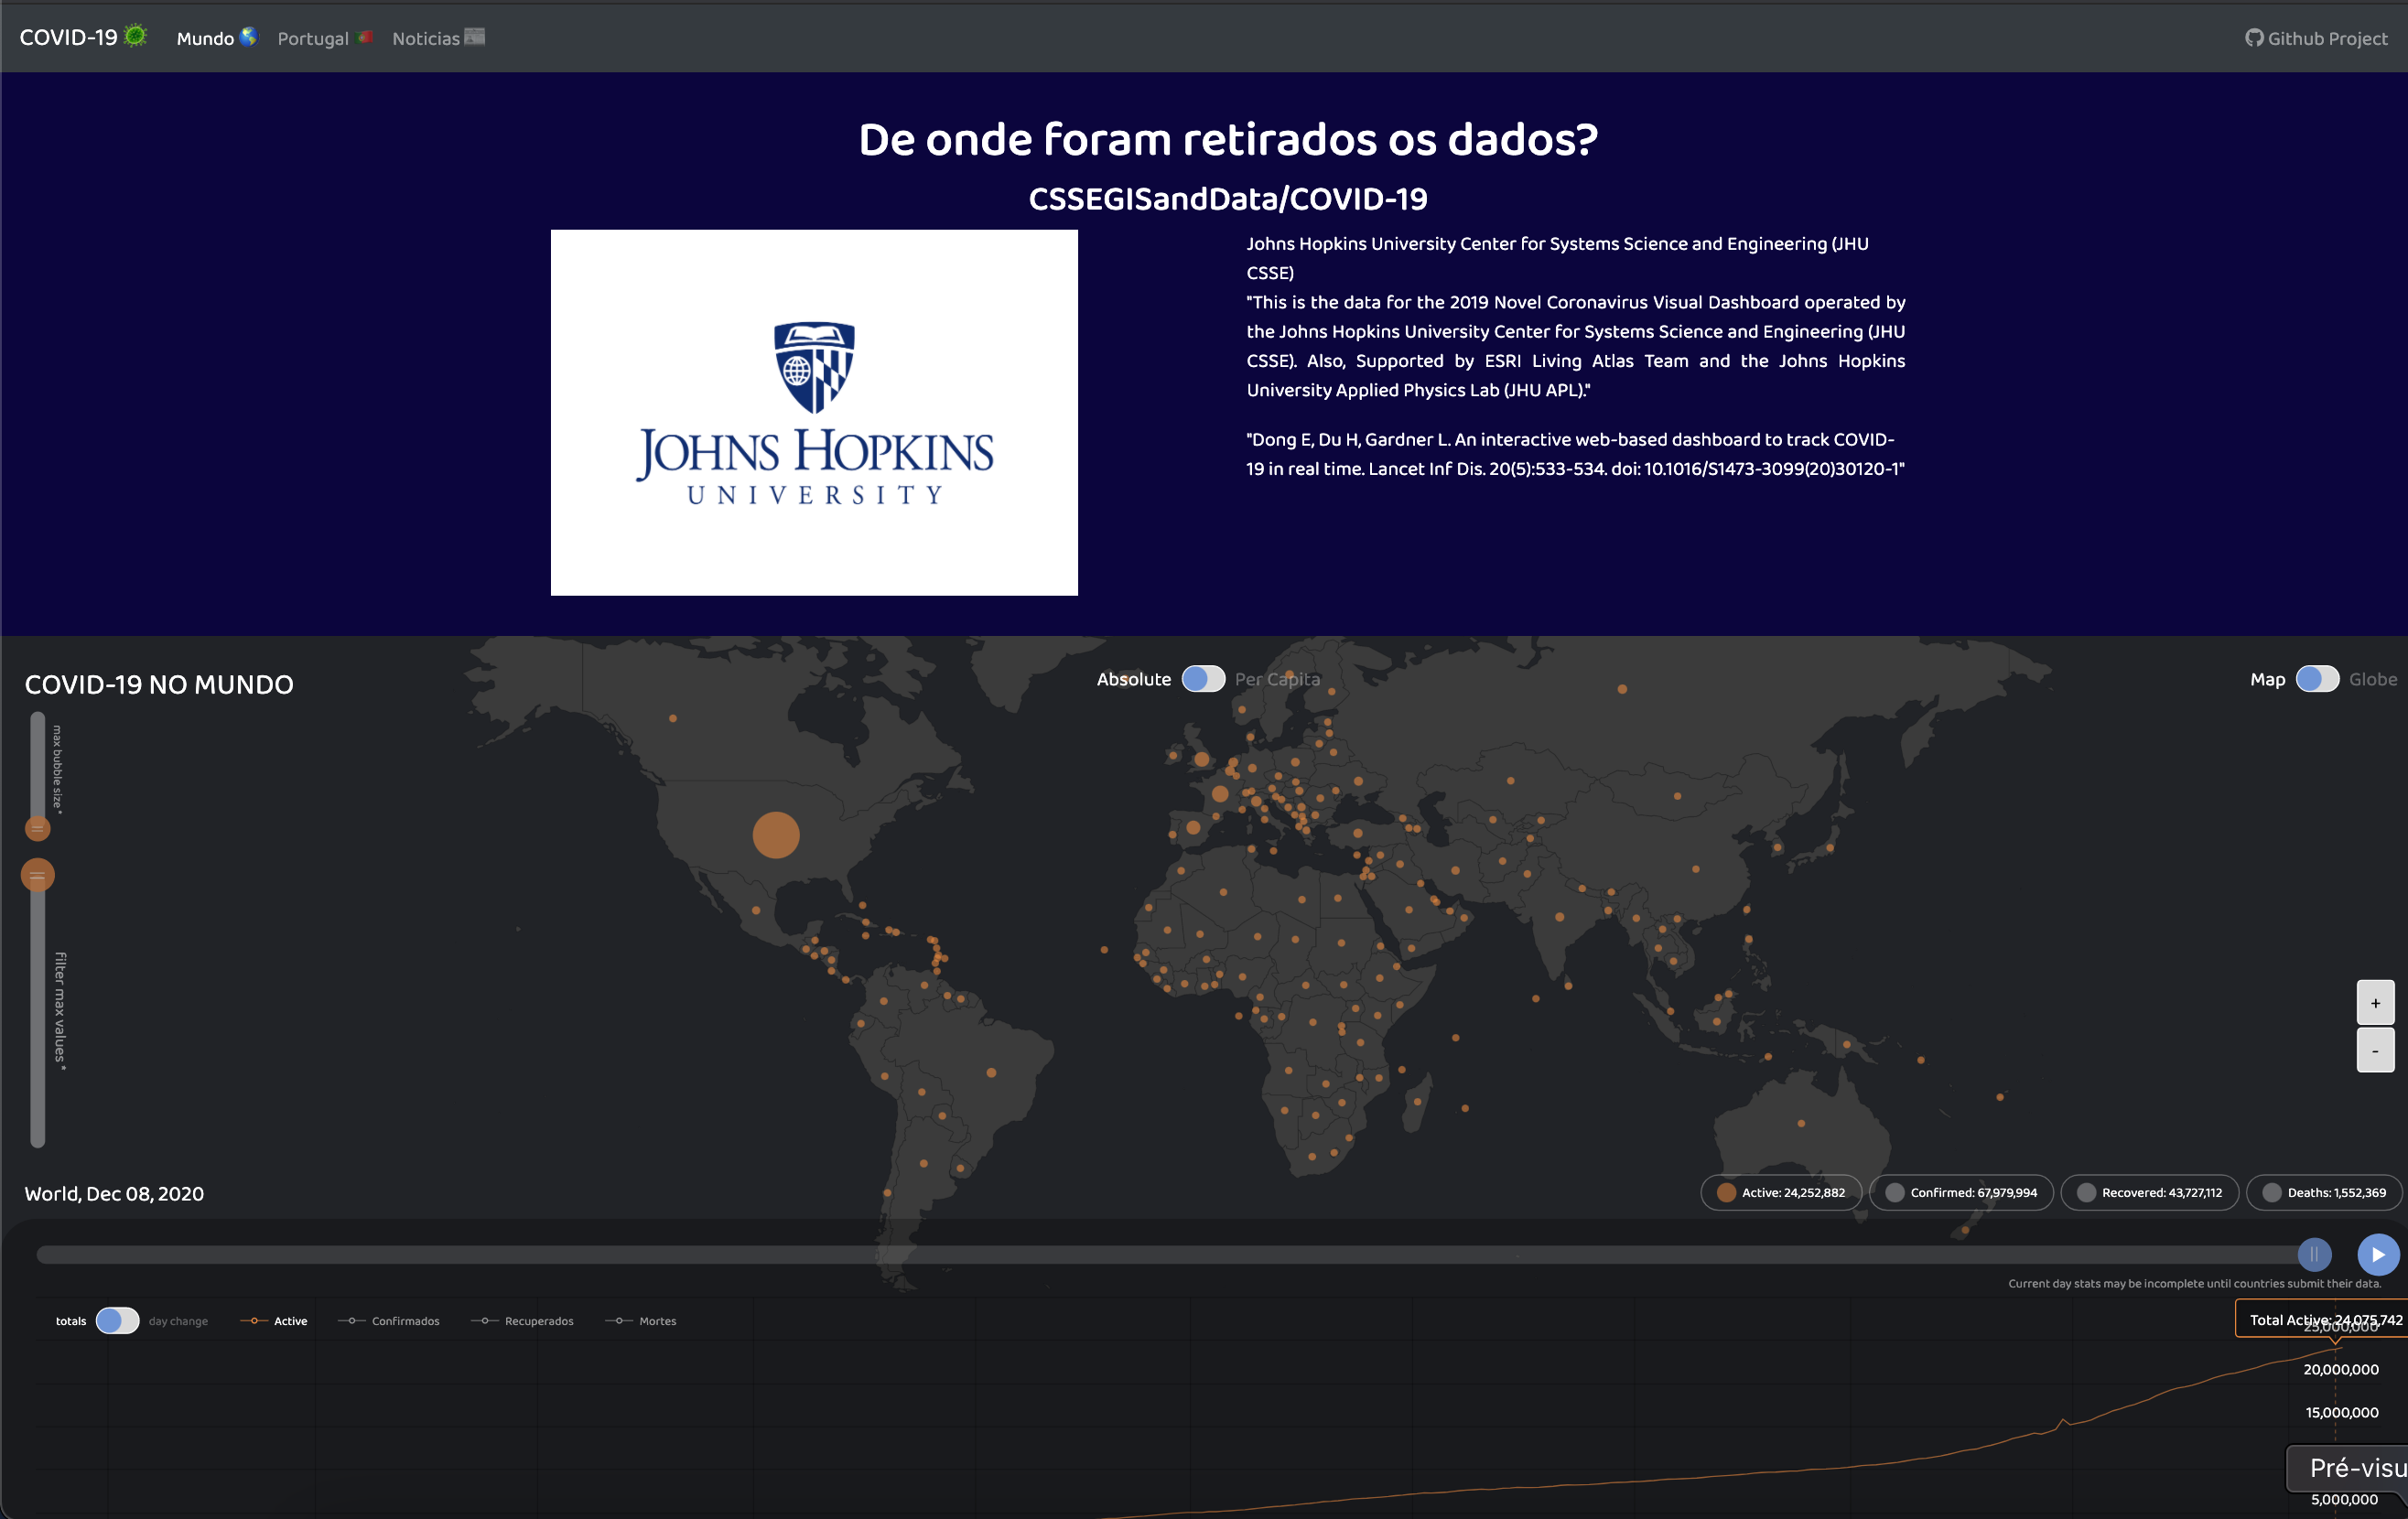 COVID-19
Mundo
Portugal
Noticias
Github Project
De onde foram retirados os dados?
CSSEGISandData/COVID-19
JOHNS HOPKINS
UNIVERSITY
Johns Hopkins University Center for Systems Science and Engineering (JHU
CSSE)
"This is the data for the 2019 Novel Coronavirus Visual Dashboard operated by
the Johns Hopkins University Center for Systems Science and Engineering (JHU
CSSE). Also, Supported by ESRI Living Atlas Team and the Johns Hopkins
University Applied Physics Lab (JHU APL)."
"Dong E, Du H, Gardner L. An interactive web-based dashboard to track COVID-
19 in real time. Lancet Inf Dis. 20(5):533-534. doi: 10.1016/S1473-3099(20)30120-1"
COVID-19 NO MUNDO
Absolute
Per Capita
Map
Globe
max bubble size *
filter max values *
+
-
World, Dec 08, 2020
Active: 24,252,882
Confirmed: 67,979,994
Recovered: 43,727,112
Deaths: 1,552,369
Current day stats may be incomplete until countries submit their data.
totals
day change
Active
Confirmados
Recuperados
Mortes
Total Active: 24,075,742
25,000,000
20,000,000
15,000,000
Pré-visu
5,000,000